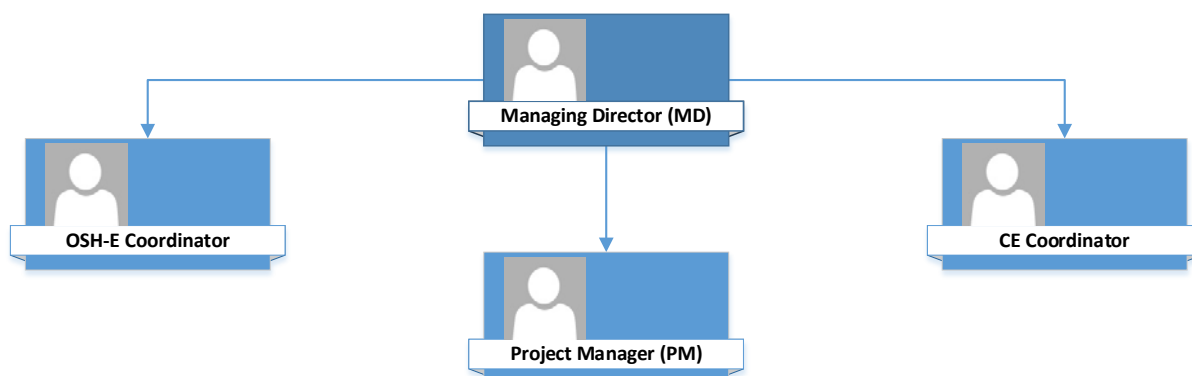 Managing Director (MD)
OSH-E Coordinator
CE Coordinator
Project Manager (PM)